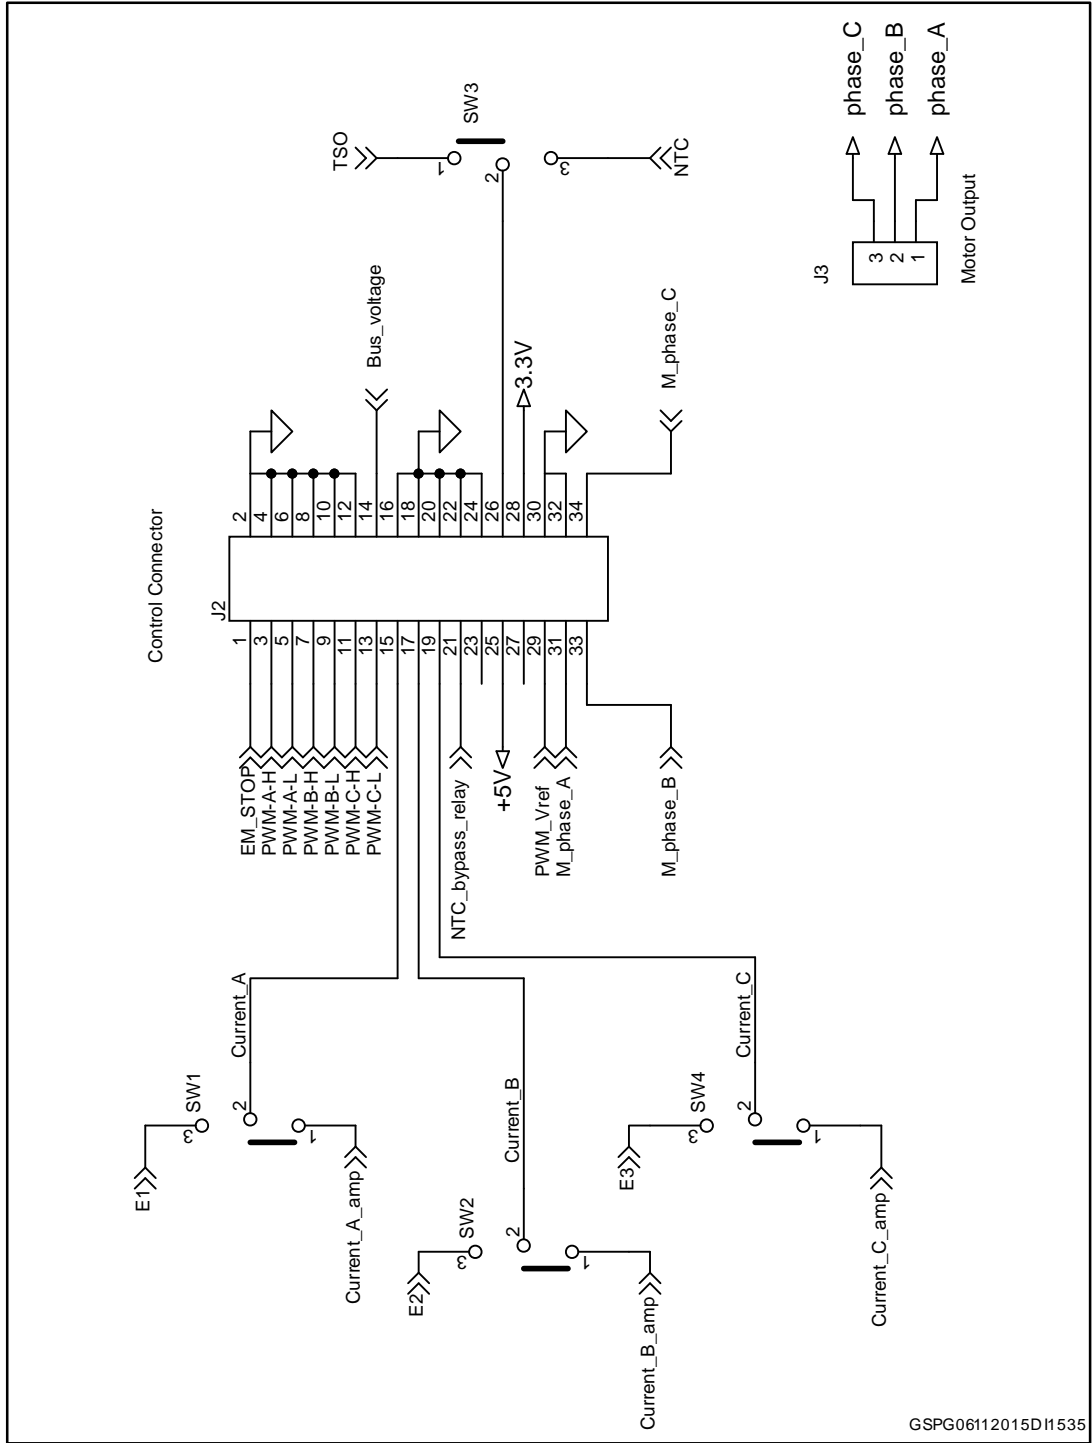 Control Connector
J2
E1
SW1
3
2
1
Current_A
Current_A_amp
EM_STOP
PWM-A-H
PWM-A-L
PWM-B-H
PWM-B-L
PWM-C-H
PWM-C-L
1
3
5
7
9
11
13
15
17
19
21
23
25
27
29
31
33
2
4
6
8
10
12
14
16
18
20
22
24
26
28
30
32
34
Bus_voltage
TSO
SW3
1
2
3
NTC
E2
SW2
3
2
1
Current_B
Current_B_amp
NTC_bypass_relay
+5V
3.3V
PWM_Vref
M_phase_A
M_phase_B
M_phase_C
E3
SW4
3
2
1
Current_C
Current_C_amp
J3
3
2
1
phase_C
phase_B
phase_A
Motor Output
GSPG06112015DI1535